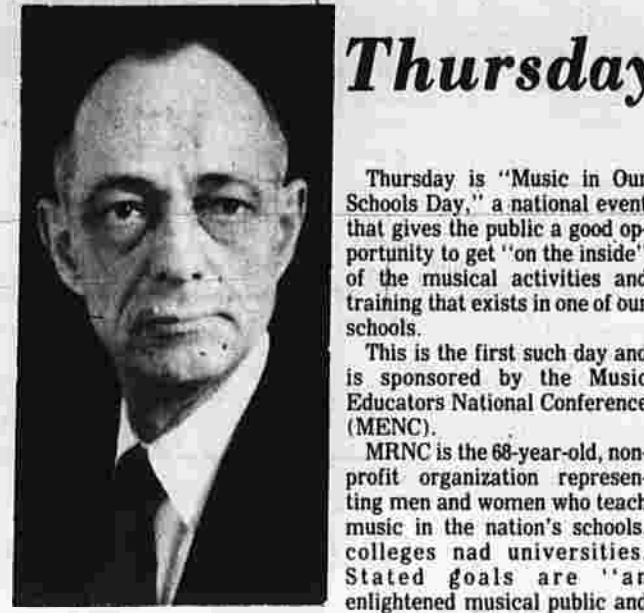 Thursday
Thursday is "Music in Our
Schools Day," a national event
that gives the public a good op-
portunity to get "on the inside"
of the musical activities and
training that exists in one of our
schools.
This is the first such day and
is sponsored by the Music
Educators National Conference
(MENC).
MRNC is the 68-year-old, non-
profit organization represen-
ting men and women who teach
music in the nation's schools,
colleges nad universities.
Stated goals are "an
enlightened musical public and